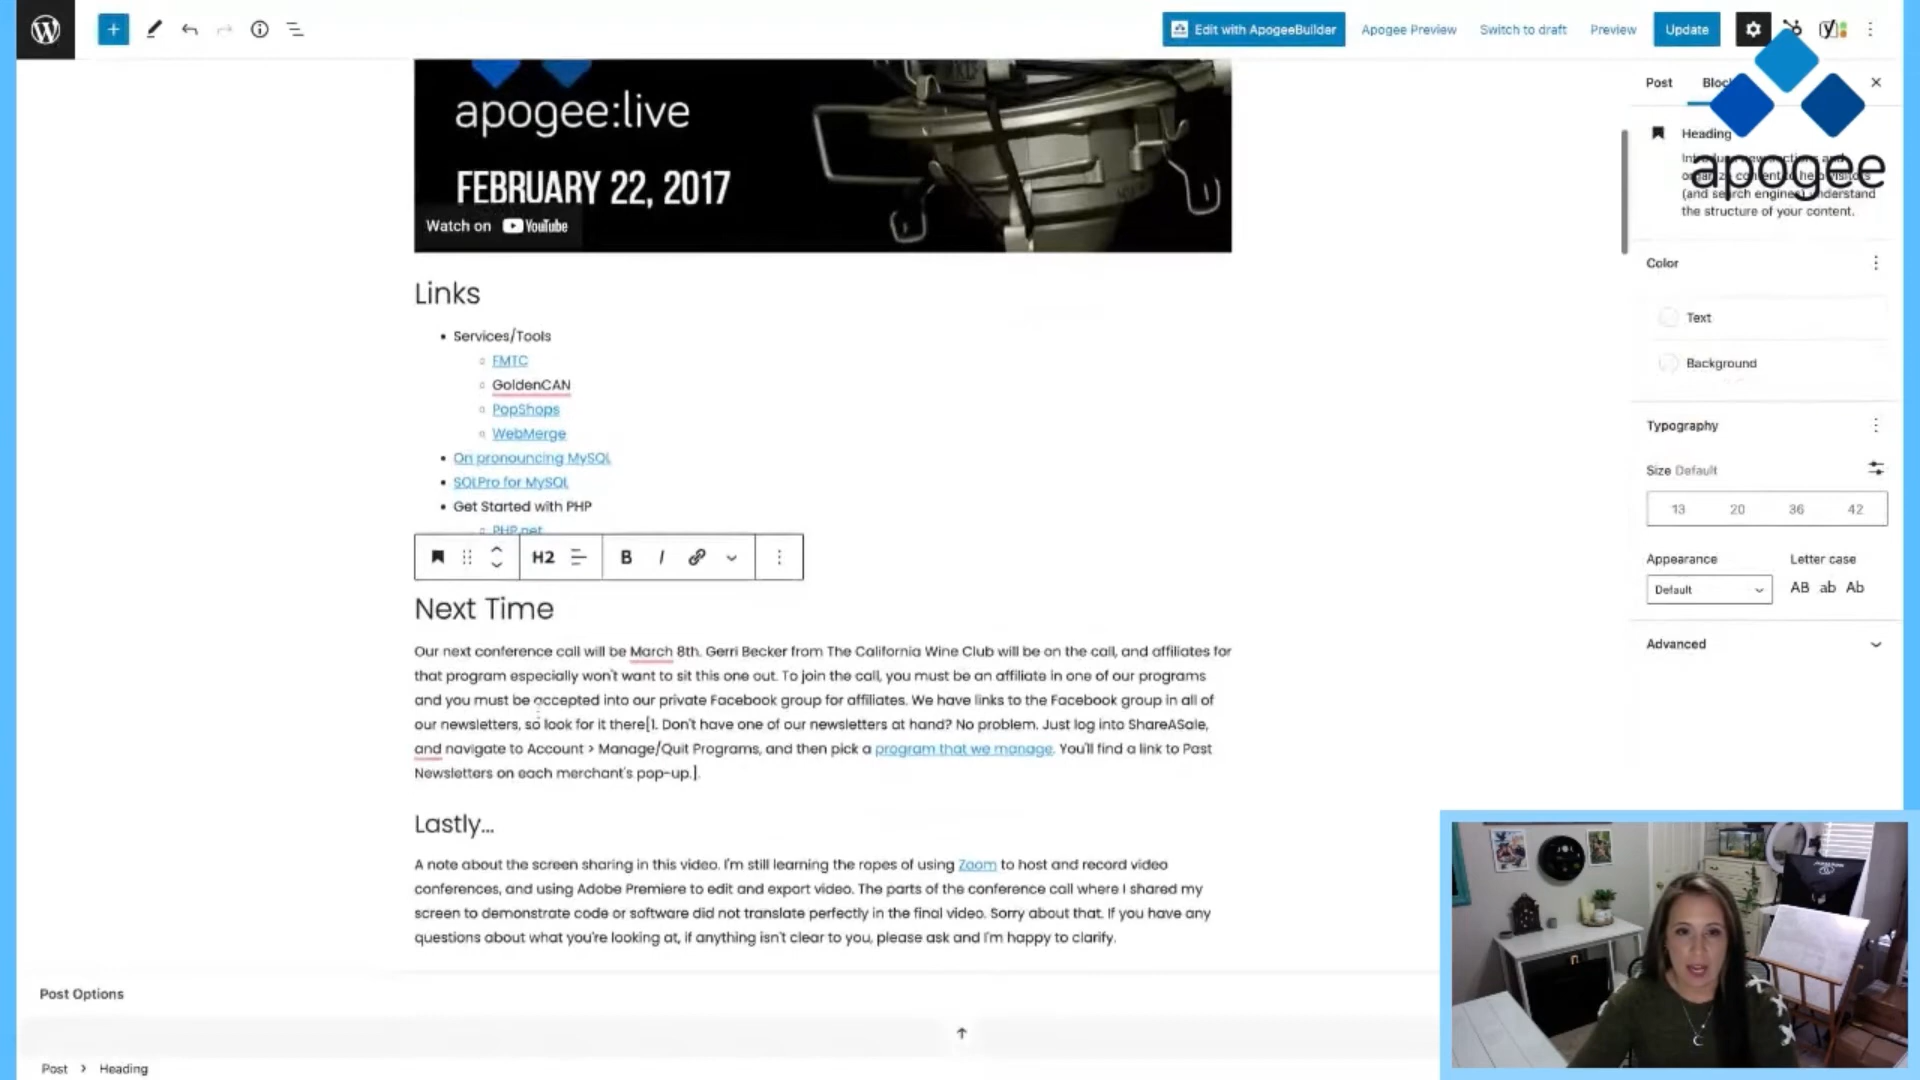 Edit with ApogeeBuilder
Apogee Preview
Switch to draft
Preview
Update
apogee:live
FEBRUARY 22, 2017
Watch on YouTube
Links
Services/Tools
FMTC
GoldenCAN
PopShops
WebMerge
On pronouncing MySQL
SQLPro for MySQL
Get Started with PHP
PHP.net
H2 B I
Next Time
Our next conference call will be March 8th. Gerri Becker from The California Wine Club will be on the call, and affiliates for
that program especially won't want to sit this one out. To join the call, you must be an affiliate in one of our programs
and you must be accepted into our private Facebook group for affiliates. We have links to the Facebook group in all of
our newsletters, so look for it there[1. Don't have one of our newsletters at hand? No problem. Just log into ShareASale,
and navigate to Account > Manage/Quit Programs, and then pick a program that we manage. You'll find a link to Past
Newsletters on each merchant's pop-up.].
Lastly...
A note about the screen sharing in this video. I'm still learning the ropes of using Zoom to host and record video
conferences, and using Adobe Premiere to edit and export video. The parts of the conference call where I shared my
screen to demonstrate code or software did not translate perfectly in the final video. Sorry about that. If you have any
questions about what you're looking at, if anything isn't clear to you, please ask and I'm happy to clarify.
Post Options
Post > Heading
Post
Heading
apogee
(and search engines) understand
the structure of your content.
Color
Text
Background
Typography
Size Default
13 20 36 42
Appearance
Letter case
Default
AB ab Ab
Advanced